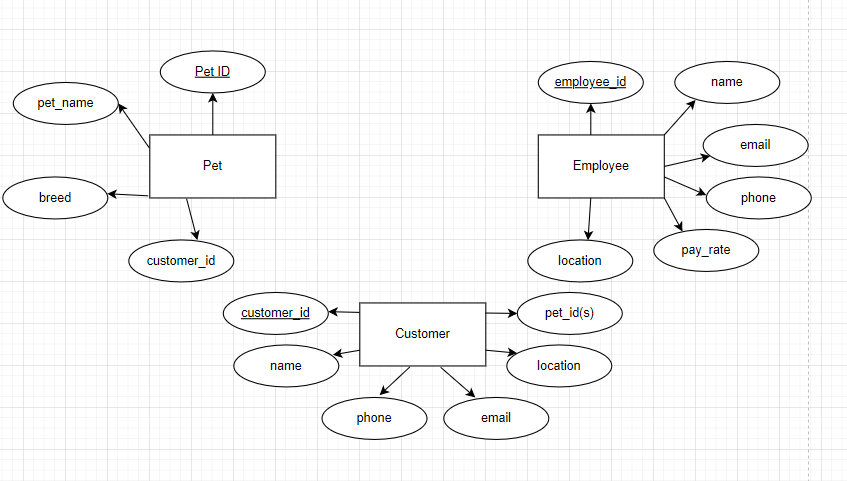 Pet ID
pet_name
Pet
breed
customer_id
employee_id
name
email
Employee
phone
pay_rate
location
customer_id
pet_id(s)
Customer
name
location
phone
email